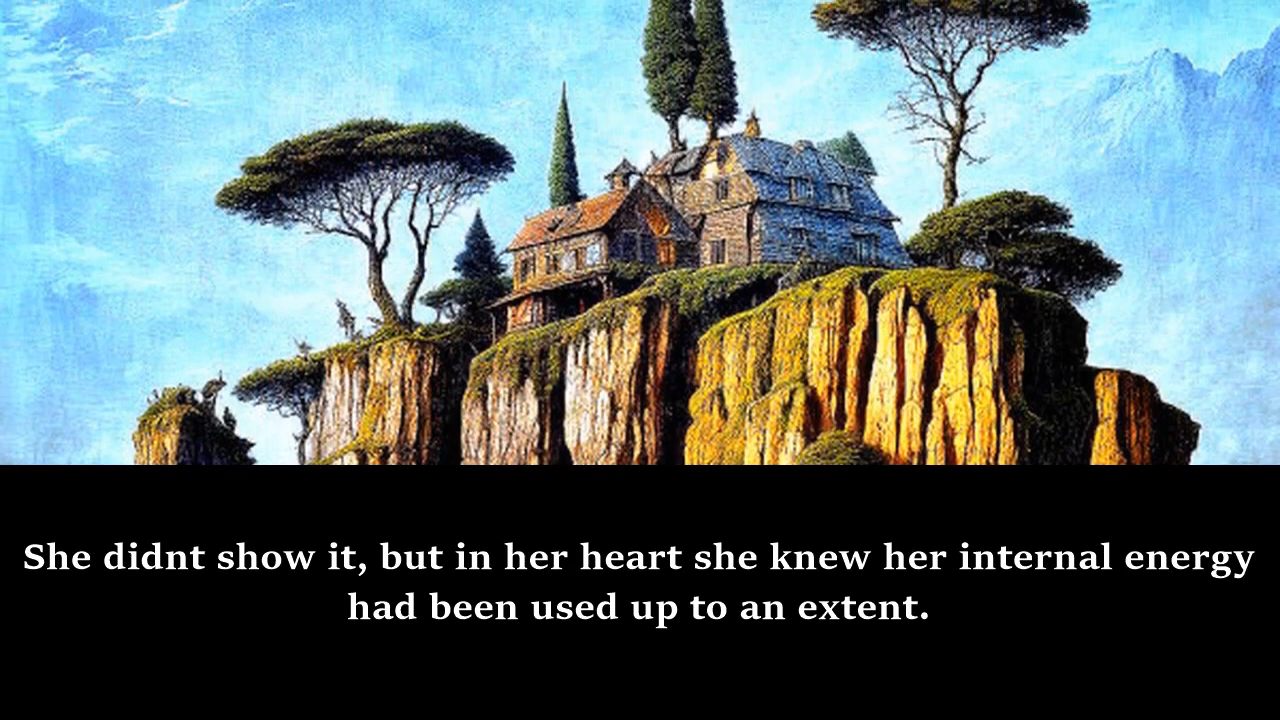 She didnt show it, but in her heart she knew her internal energy
had been used up to an extent.